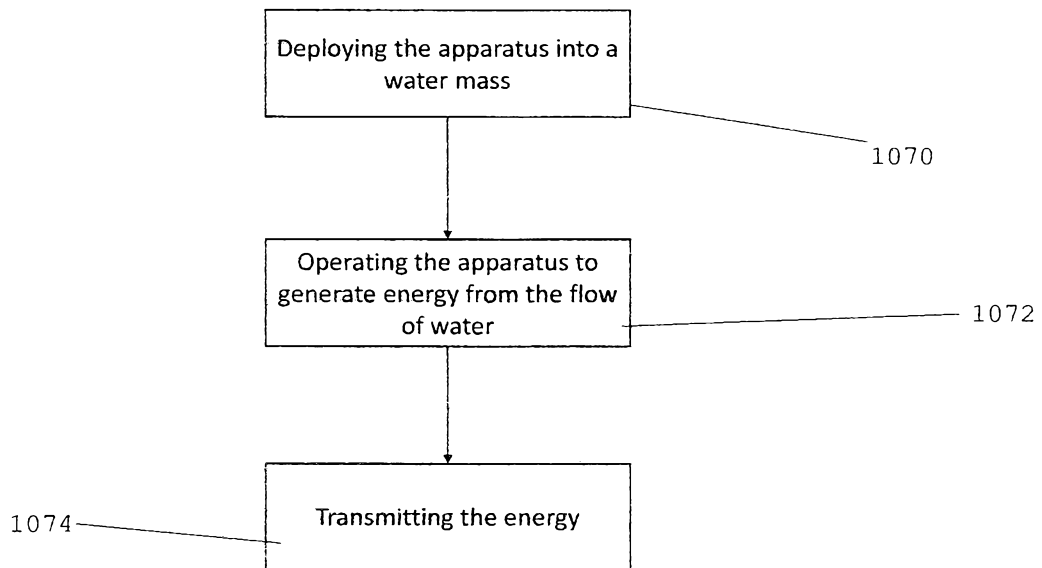 Deploying the apparatus into a
water mass
1070
Operating the apparatus to
generate energy from the flow
of water
1072
Transmitting the energy
1074